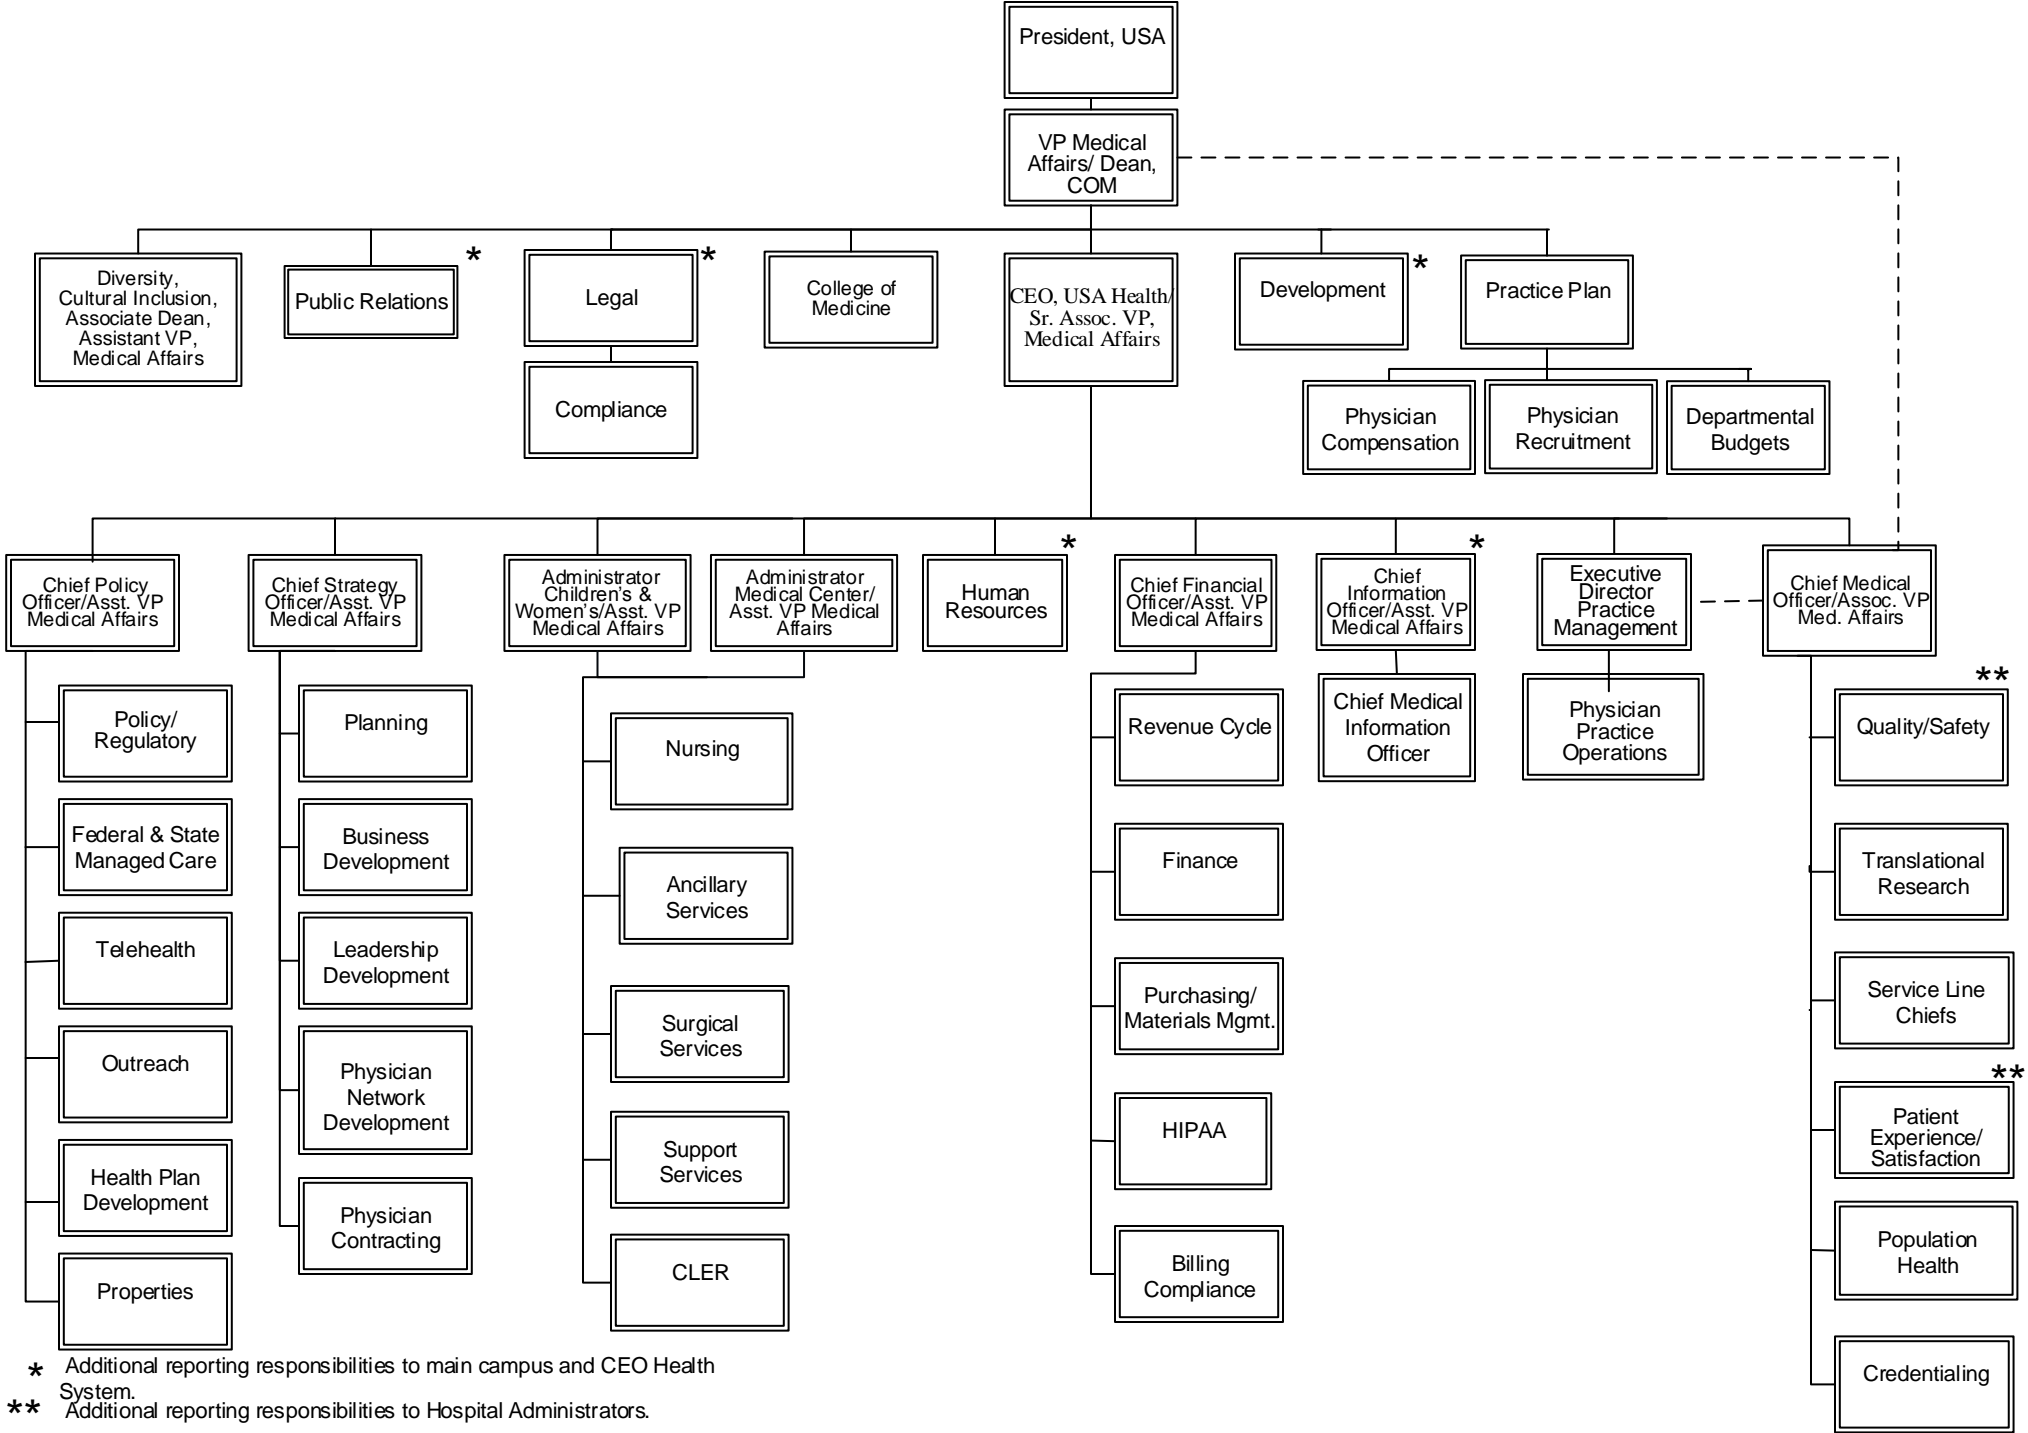 President, USA
VP Medical
Affairs/ Dean,
COM
Diversity,
Cultural Inclusion,
Associate Dean,
Assistant VP,
Medical Affairs
Public Relations
*
Legal
*
Compliance
College of
Medicine
CEO, USA Health/
Sr. Assoc. VP,
Medical Affairs
Development
*
Practice Plan
Physician
Compensation
Physician
Recruitment
Departmental
Budgets
Chief Policy
Officer/Asst. VP
Medical Affairs
Chief Strategy
Officer/Asst. VP
Medical Affairs
Administrator
Children's &
Women's/Asst. VP
Medical Affairs
Administrator
Medical Center/
Asst. VP Medical
Affairs
Human
Resources
*
Chief Financial
Officer/Asst. VP
Medical Affairs
Chief
Information
Officer/Asst. VP
Medical Affairs
*
Executive
Director
Practice
Management
Chief Medical
Officer/Assoc. VP
Med. Affairs
Policy/
Regulatory
Federal & State
Managed Care
Telehealth
Outreach
Health Plan
Development
Properties
Planning
Business
Development
Leadership
Development
Physician
Network
Development
Physician
Contracting
Nursing
Ancillary
Services
Surgical
Services
Support
Services
CLER
Revenue Cycle
Finance
Purchasing/
Materials Mgmt.
HIPAA
Billing
Compliance
Chief Medical
Information
Officer
Physician
Practice
Operations
**
Quality/Safety
Translational
Research
Service Line
Chiefs
**
Patient
Experience/
Satisfaction
Population
Health
Credentialing
* Additional reporting responsibilities to main campus and CEO Health
System.
** Additional reporting responsibilities to Hospital Administrators.